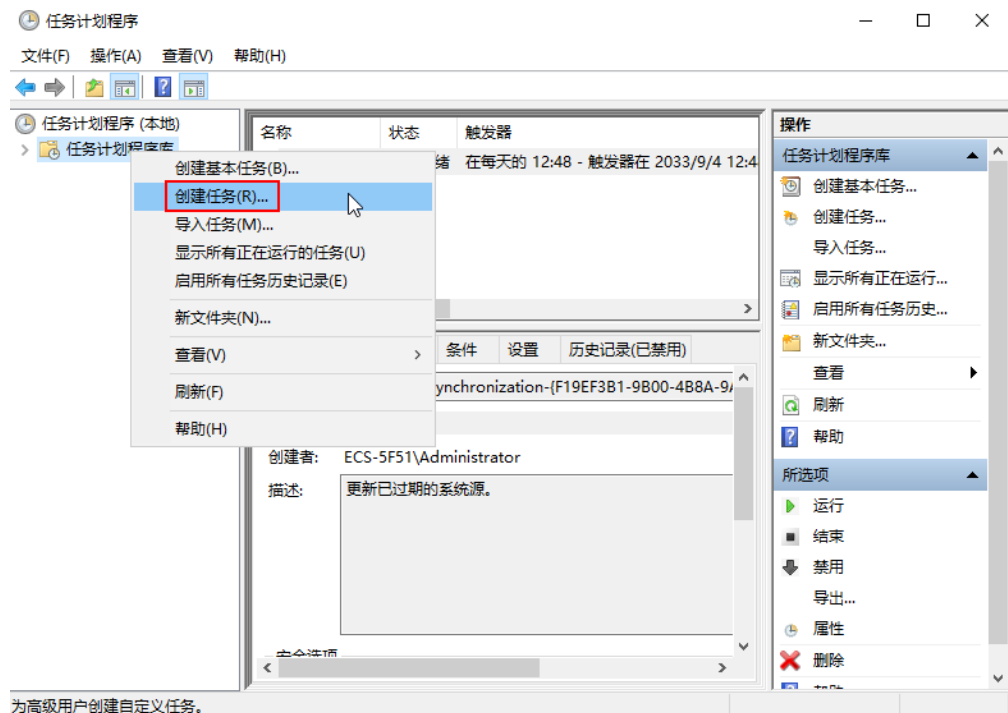 任务计划程序
文件(F) 操作(A) 查看(V) 帮助(H)
任务计划程序 (本地)
任务计划程序库
创建基本任务(B)...
创建任务(R)...
导入任务(M)...
显示所有正在运行的任务(U)
启用所有任务历史记录(E)
新文件夹(N)...
查看(V)
刷新(F)
帮助(H)
名称 状态 触发器
绪 在每天的 12:48 - 触发器在 2033/9/4 12:4
条件 设置 历史记录(已禁用)
ynchronization-{F19EF3B1-9B00-4B8A-9
创建者: ECS-5F51\Administrator
描述: 更新已过期的系统源。
安全选项
操作
任务计划程序库
创建基本任务...
创建任务...
导入任务...
显示所有正在运行...
启用所有任务历史...
新文件夹...
查看
刷新
帮助
所选项
运行
结束
禁用
导出...
属性
删除
帮助
为高级用户创建自定义任务。